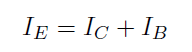 I_E = I_C + I_B